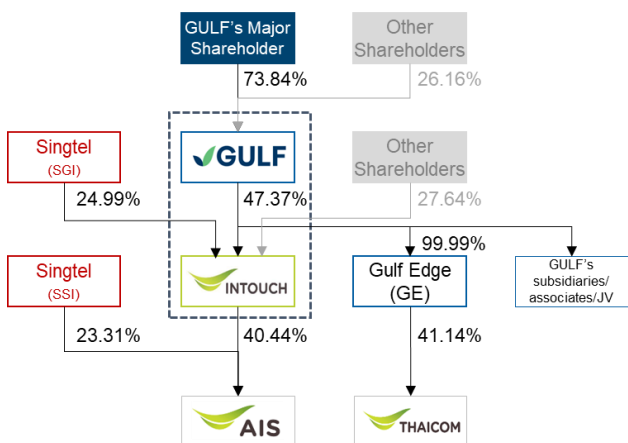 GULF's Major
Shareholder
Other
Shareholders
73.84%
26.16%
Singtel
(SGI)
GULF
Other
Shareholders
24.99%
47.37%
27.64%
99.99%
Singtel
(SSI)
INTOUCH
Gulf Edge
(GE)
GULF's
subsidiaries/
associates/JV
23.31%
40.44%
41.14%
AIS
THAICOM